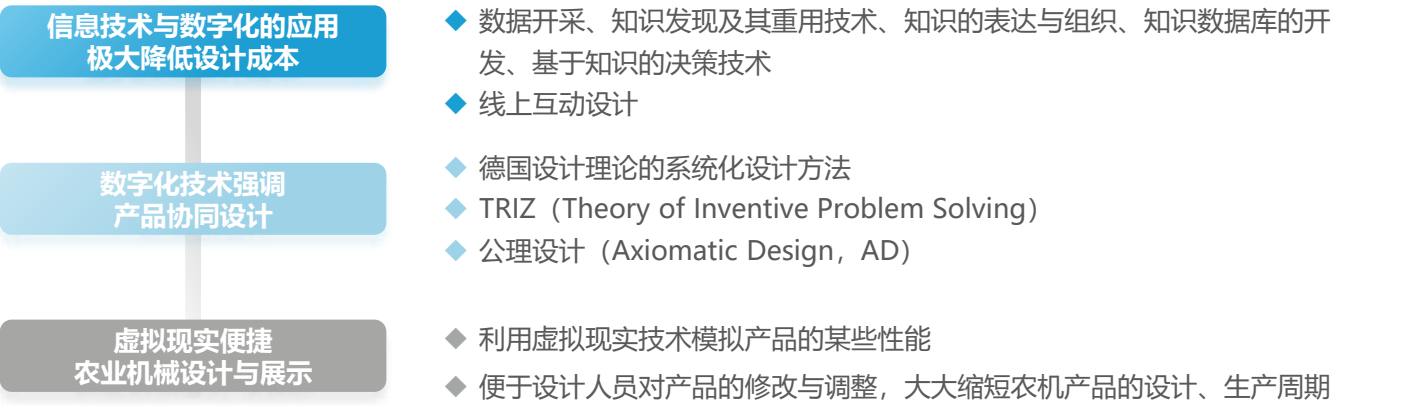 信息技术与数字化的应用
极大降低设计成本
数据开采、知识发现及其重用技术、知识的表达与组织、知识数据库的开
发、基于知识的决策技术
线上互动设计
数字化技术强调
产品协同设计
德国设计理论的系统化设计方法
TRIZ（Theory of Inventive Problem Solving）
公理设计（Axiomatic Design，AD）
虚拟现实便捷
农业机械设计与展示
利用虚拟现实技术模拟产品的某些性能
便于设计人员对产品的修改与调整，大大缩短农机产品的设计、生产周期